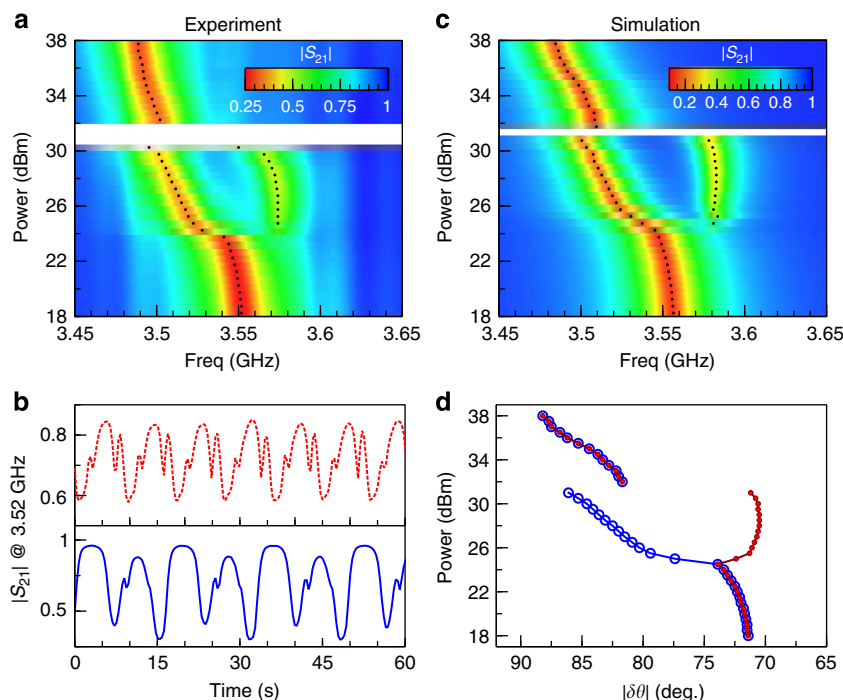 a Experiment
|S21|
0.25 0.5 0.75 1
38
34
30
26
22
18
Power (dBm)
3.45 3.5 3.55 3.6 3.65
Freq (GHz)
c Simulation
|S21|
0.2 0.4 0.6 0.8 1
38
34
30
26
22
18
Power (dBm)
3.45 3.5 3.55 3.6 3.65
Freq (GHz)
b
0.8
0.6
1
0.5
|S21| @ 3.52 GHz
0 15 30 45 60
Time (s)
d
38
34
30
26
22
18
Power (dBm)
90 85 80 75 70 65
|δθ| (deg.)